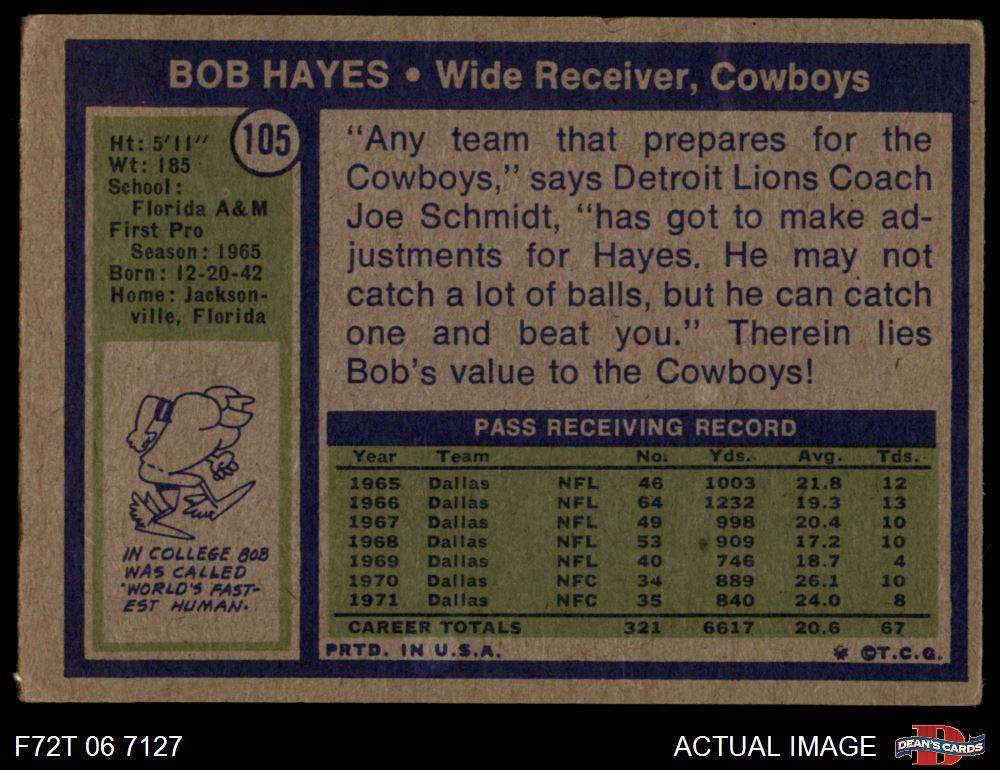 BOB HAYES • Wide Receiver, Cowboys
105
Ht: 5'11"
Wt: 185
School:
Florida A&M
First Pro
Season: 1965
Born: 12-20-42
Home: Jackson-
ville, Florida
IN COLLEGE BOB
WAS CALLED
"WORLD'S FAST-
EST HUMAN.
"Any team that prepares for the
Cowboys," says Detroit Lions Coach
Joe Schmidt, "has got to make ad-
justments for Hayes. He may not
catch a lot of balls, but he can catch
one and beat you." Therein lies
Bob's value to the Cowboys!
PASS RECEIVING RECORD
Year Team No. Yds. Avg. Tds.
1965 Dallas NFL 46 1003 21.8 12
1966 Dallas NFL 64 1232 19.3 13
1967 Dallas NFL 49 998 20.4 10
1968 Dallas NFL 53 909 17.2 10
1969 Dallas NFL 40 746 18.7 4
1970 Dallas NFC 34 889 26.1 10
1971 Dallas NFC 35 840 24.0 8
CAREER TOTALS 321 6617 20.6 67
PRTD. IN U.S.A. * ©T.C.G.
F72T 06 7127
ACTUAL IMAGE
D
DEAN'S CARDS